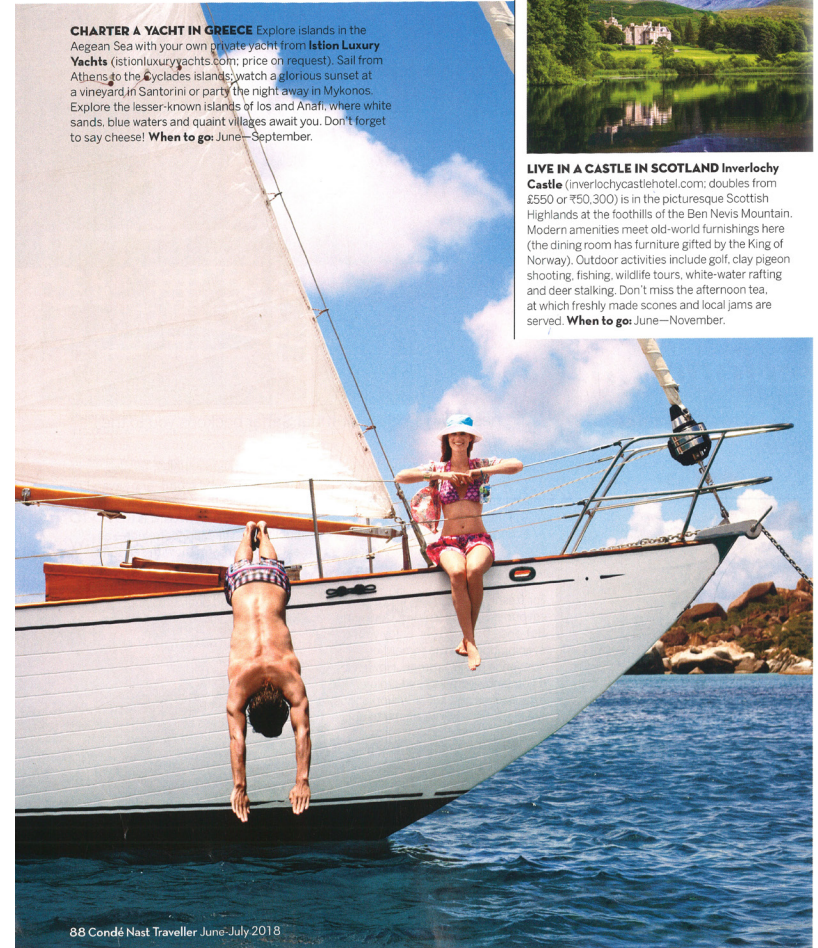 CHARTER A YACHT IN GREECE Explore islands in the
Aegean Sea with your own private yacht from Istion Luxury
Yachts (istionluxuryyachts.com; price on request). Sail from
Athens to the Cyclades islands; watch a glorious sunset at
a vineyard in Santorini or party the night away in Mykonos.
Explore the lesser-known islands of Ios and Anafi, where white
sands, blue waters and quaint villages await you. Don't forget
to say cheese! When to go: June—September.
LIVE IN A CASTLE IN SCOTLAND Inverlochy
Castle (inverlochycastlehotel.com; doubles from
£550 or ₹50,300) is in the picturesque Scottish
Highlands at the foothills of the Ben Nevis Mountain.
Modern amenities meet old-world furnishings here
(the dining room has furniture gifted by the King of
Norway). Outdoor activities include golf, clay pigeon
shooting, fishing, wildlife tours, white-water rafting
and deer stalking. Don't miss the afternoon tea,
at which freshly made scones and local jams are
served. When to go: June—November.
88 Condé Nast Traveller June-July 2018